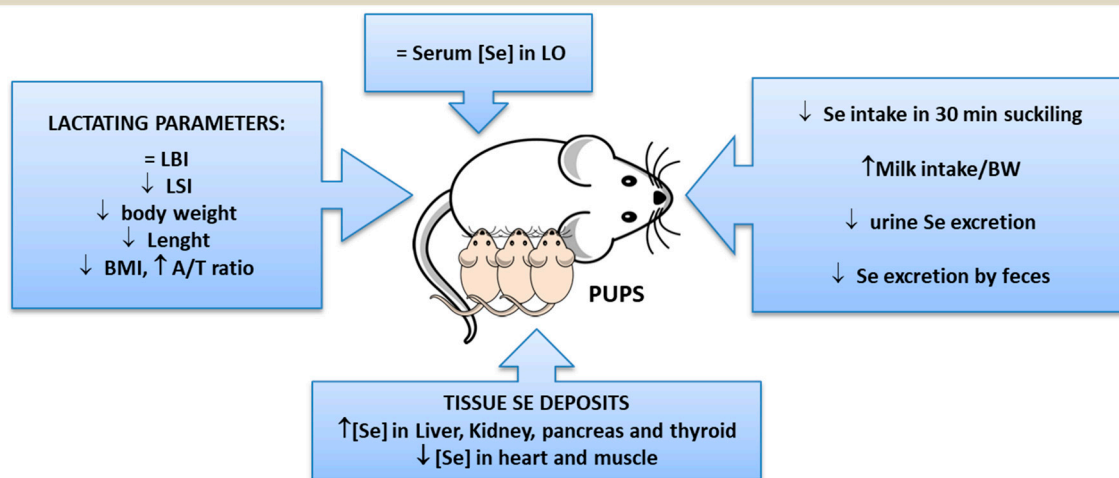 = Serum [Se] in LO
LACTATING PARAMETERS:
= LBI
↓ LSI
↓ body weight
↓ Lenght
↓ BMI, ↑ A/T ratio
↓ Se intake in 30 min suckiling
↑Milk intake/BW
↓ urine Se excretion
↓ Se excretion by feces
PUPS
TISSUE SE DEPOSITS
↑[Se] in Liver, Kidney, pancreas and thyroid
↓ [Se] in heart and muscle